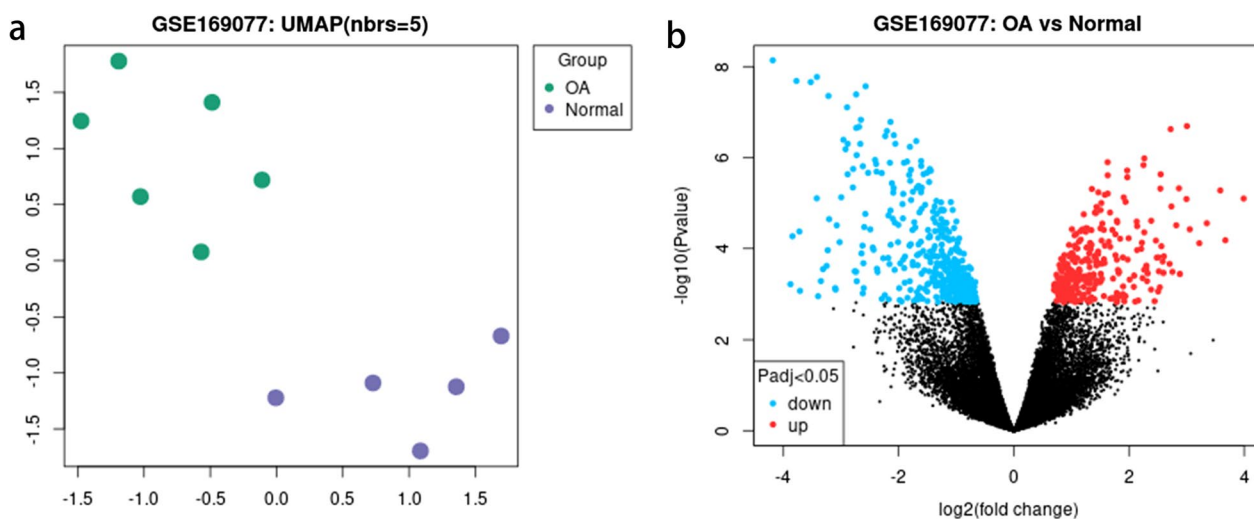 a
GSE169077: UMAP(nbrs=5)
1.5
1.0
0.5
0.0
-0.5
-1.0
-1.5
-1.5
-1.0
-0.5
0.0
0.5
1.0
1.5
Group
OA
Normal
b
GSE169077: OA vs Normal
-log10(Pvalue)
8
6
4
2
0
Padj<0.05
down
up
-4
-2
0
2
4
log2(fold change)